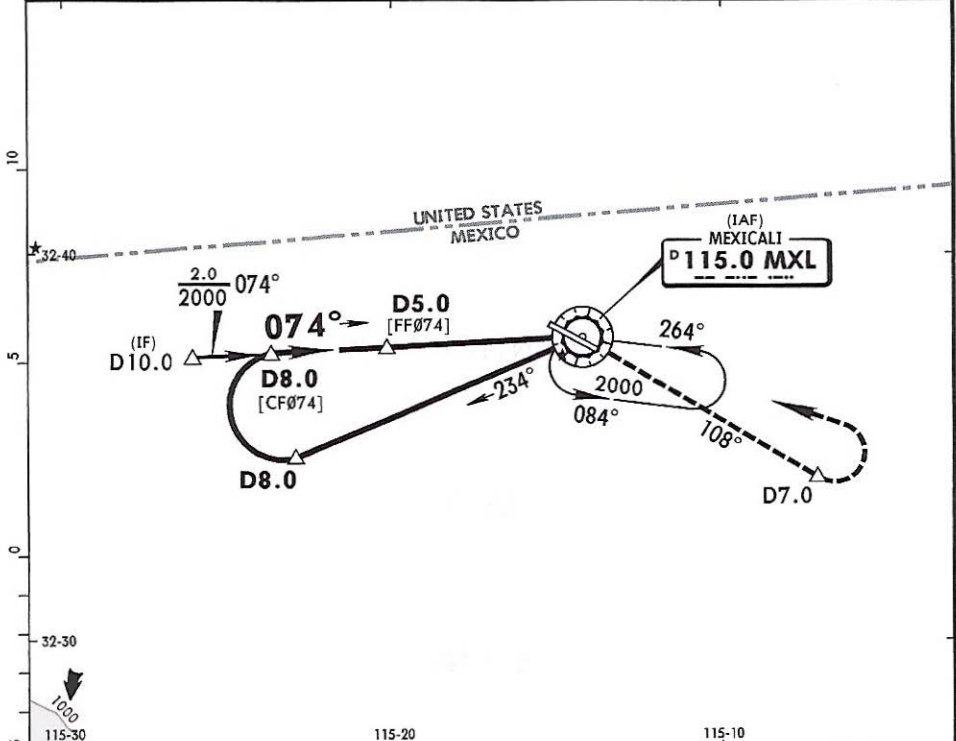 10
UNITED STATES
MEXICO
(IAF)
MEXICALI
D 115.0 MXL
32-40
2.0
2000
074°
074°
D5.0
[FFØ74]
264°
(IF)
D10.0
5
D8.0
[CFØ74]
234°
2000
084°
108°
D8.0
D7.0
0
32-30
1000
115-30
115-20
115-10